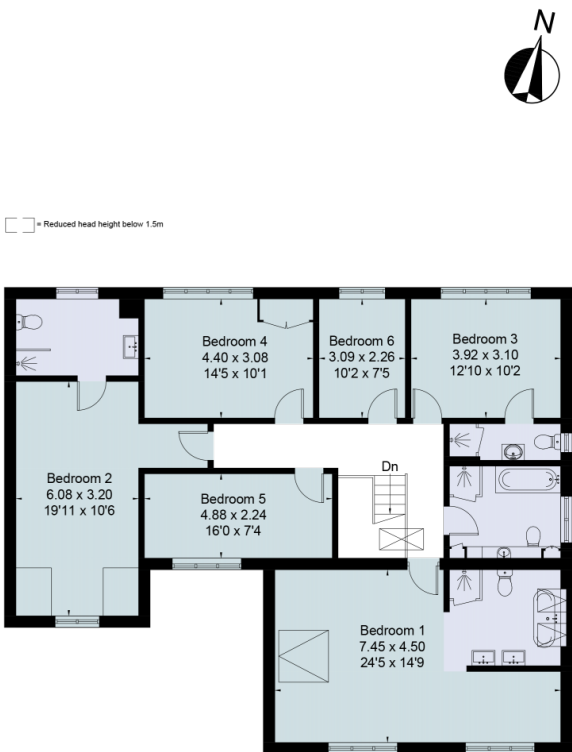 N
= Reduced head height below 1.5m
Bedroom 4
4.40 x 3.08
14'5 x 10'1
Bedroom 6
3.09 x 2.26
10'2 x 7'5
Bedroom 3
3.92 x 3.10
12'10 x 10'2
Bedroom 2
6.08 x 3.20
19'11 x 10'6
Bedroom 5
4.88 x 2.24
16'0 x 7'4
Dn
Bedroom 1
7.45 x 4.50
24'5 x 14'9